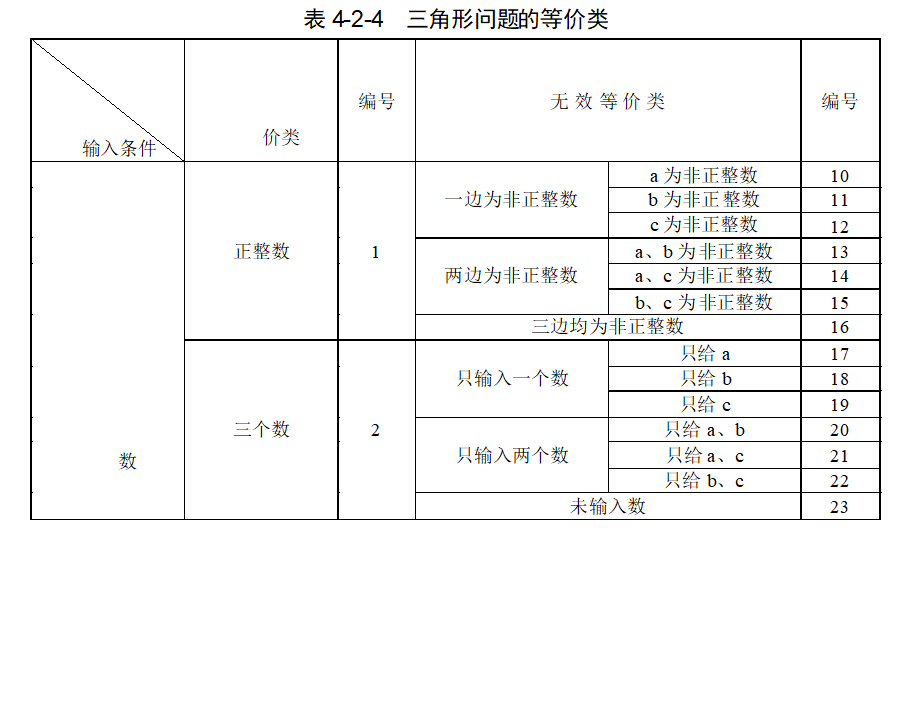 表 4-2-4 三角形问题的等价类
输入条件 价类 编号 无 效 等 价 类 编号
数 正整数 1 一边为非正整数 a 为非正整数 10
b 为非正整数 11
c 为非正整数 12
两边为非正整数 a、b 为非正整数 13
a、c 为非正整数 14
b、c 为非正整数 15
三边均为非正整数 16
三个数 2 只输入一个数 只给 a 17
只给 b 18
只给 c 19
只输入两个数 只给 a、b 20
只给 a、c 21
只给 b、c 22
未输入数 23